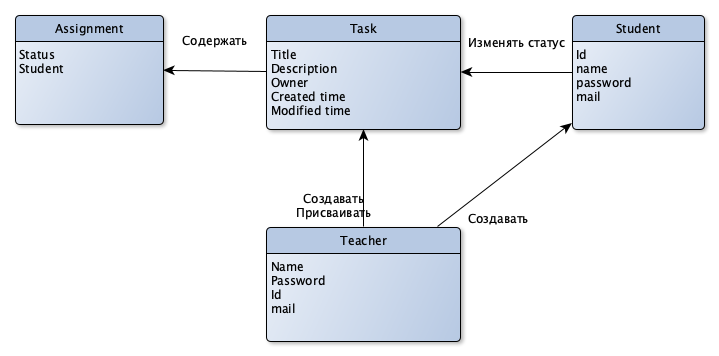 Assignment
Status
Student
Содержать
Task
Title
Description
Owner
Created time
Modified time
Изменять статус
Student
Id
name
password
mail
Создавать
Присваивать
Создавать
Teacher
Name
Password
Id
mail